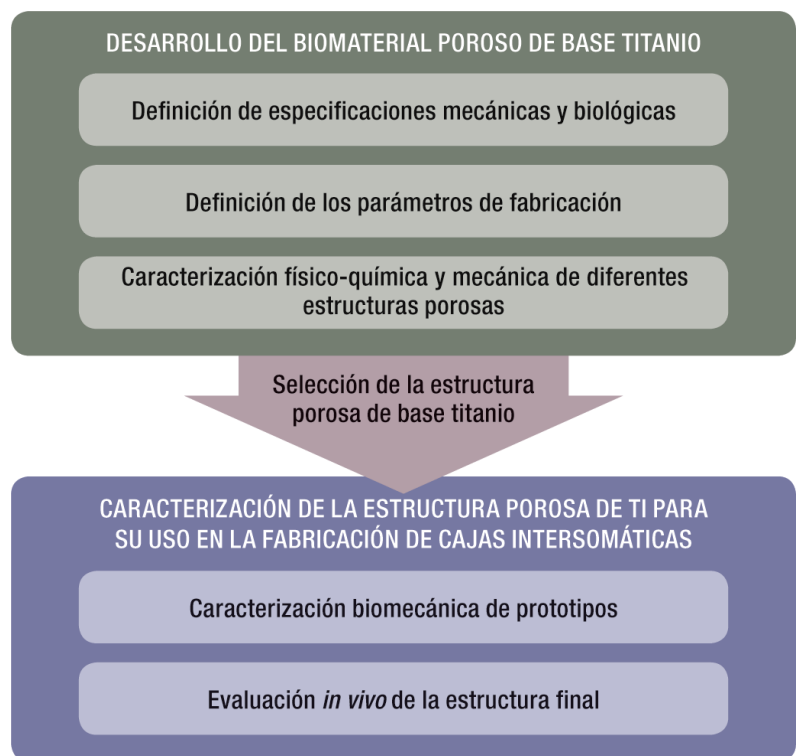 DESARROLLO DEL BIOMATERIAL POROSO DE BASE TITANIO
Definición de especificaciones mecánicas y biológicas
Definición de los parámetros de fabricación
Caracterización físico-química y mecánica de diferentes
estructuras porosas
Selección de la estructura
porosa de base titanio
CARACTERIZACIÓN DE LA ESTRUCTURA POROSA DE TI PARA
SU USO EN LA FABRICACIÓN DE CAJAS INTERSOMÁTICAS
Caracterización biomecánica de prototipos
Evaluación in vivo de la estructura final